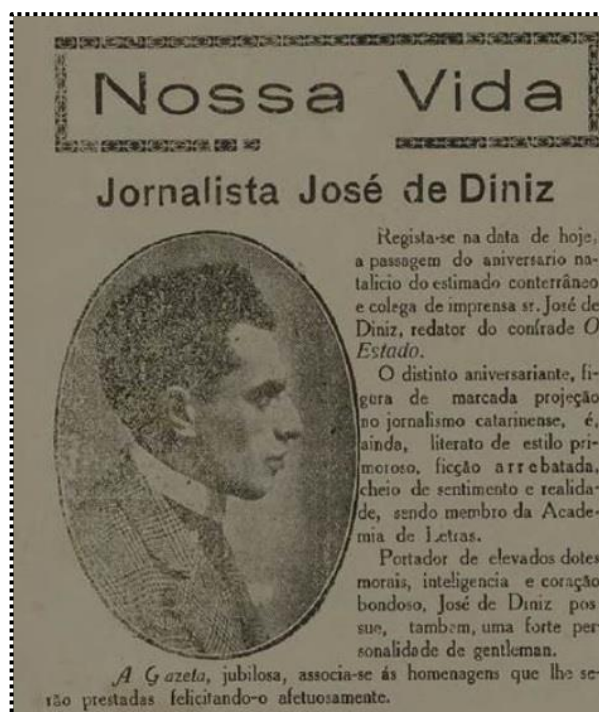 Nossa Vida
Jornalista José de Diniz
Regista-se na data de hoje,
a passagem do aniversario na-
talicio do estimado conterrâneo
e colega de imprensa sr. José de
Diniz, redator do confrade O
Estado.
O distinto aniversariante, fi-
gura de marcada projeção
no jornalismo catarinense, é,
ainda, literato de estilo pri-
moroso, ficção arrebatada,
cheio de sentimento e realida-
de, sendo membro da Acade-
mia de Letras.
Portador de elevados dotes
morais, inteligencia e coração
bondoso, José de Diniz pos
sue, tambem, uma forte per
sonalidade de gentleman.
A Gazeta, jubilosa, associa-se ás homenagens que lhe se-
rão prestadas felicitando-o afetuosamente.